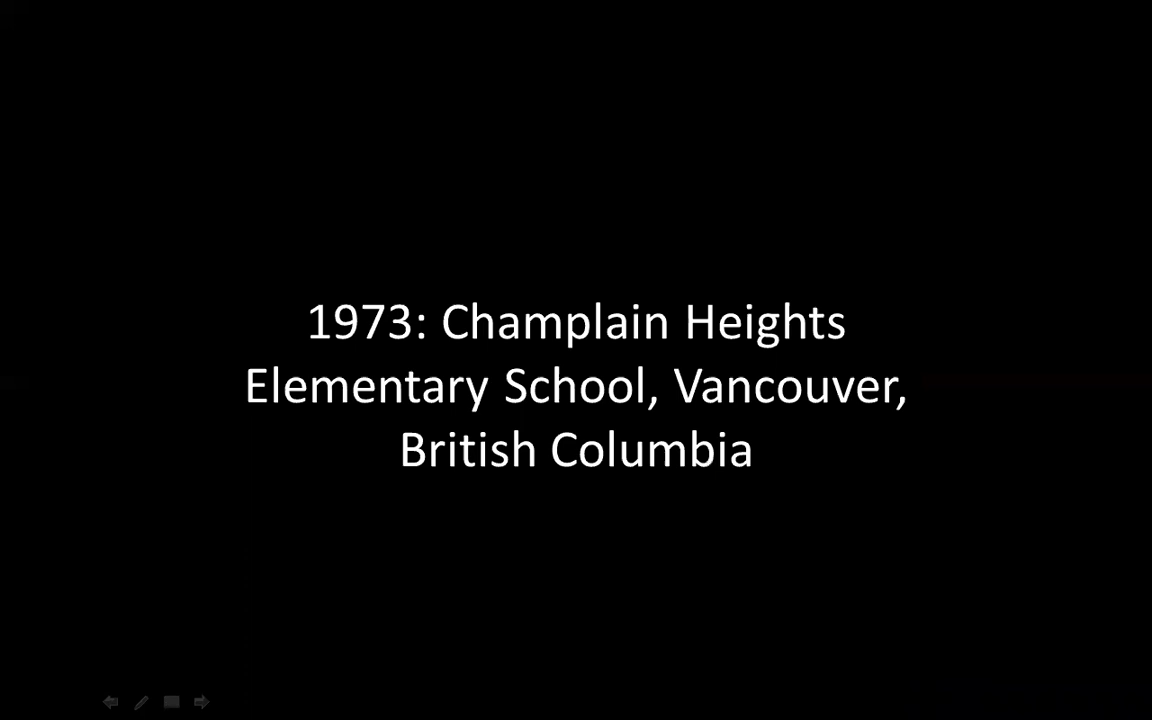 1973: Champlain Heights
Elementary School, Vancouver,
British Columbia